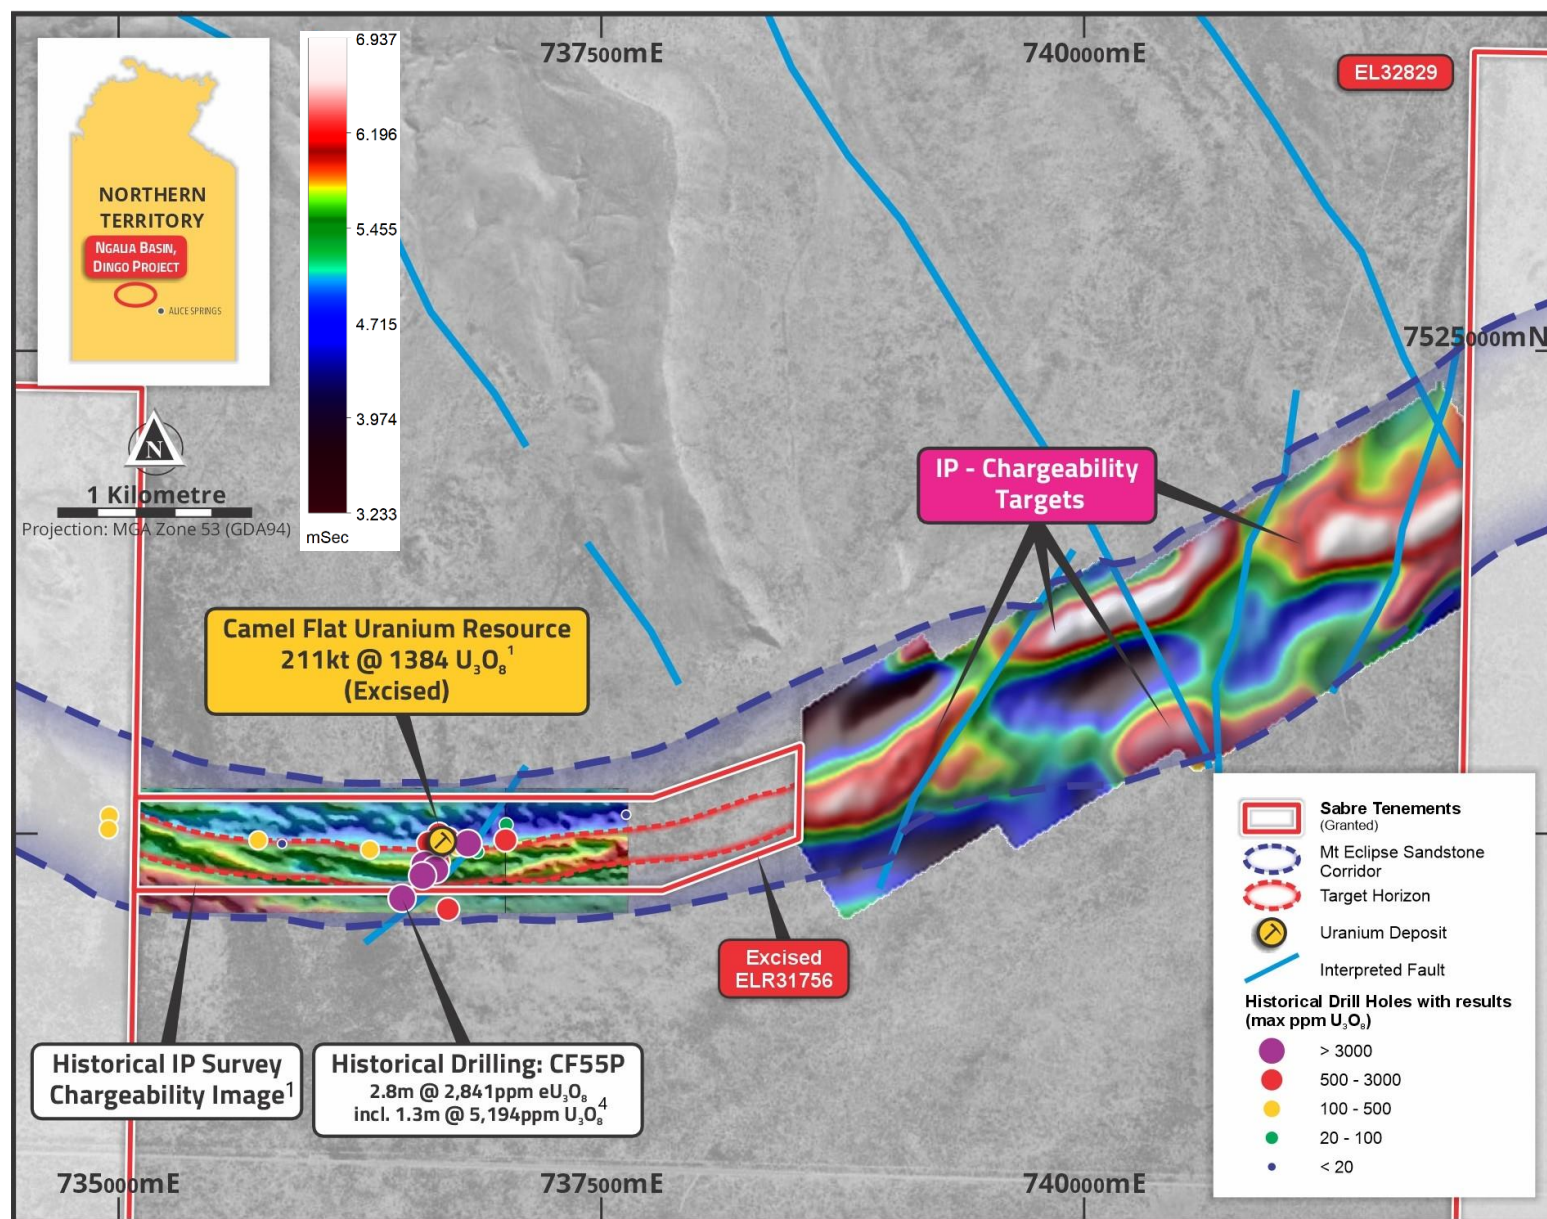 737500mE
740000mE
EL32829
6.937
6.196
5.455
4.715
3.974
3.233
mSec
NORTHERN
TERRITORY
NGALIA BASIN,
DINGO PROJECT
ALICE SPRINGS
7525000mN
N
1 Kilometre
Projection: MGA Zone 53 (GDA94)
IP - Chargeability
Targets
Camel Flat Uranium Resource
211kt @ 1384 U₃O₈¹
(Excised)
Excised
ELR31756
Historical IP Survey
Chargeability Image¹
Historical Drilling: CF55P
2.8m @ 2,841ppm eU₃O₈
incl. 1.3m @ 5,194ppm U₃O₈⁴
735000mE
737500mE
740000mE
Sabre Tenements
(Granted)
Mt Eclipse Sandstone
Corridor
Target Horizon
Uranium Deposit
Interpreted Fault
Historical Drill Holes with results
(max ppm U₃O₈)
> 3000
500 - 3000
100 - 500
20 - 100
< 20